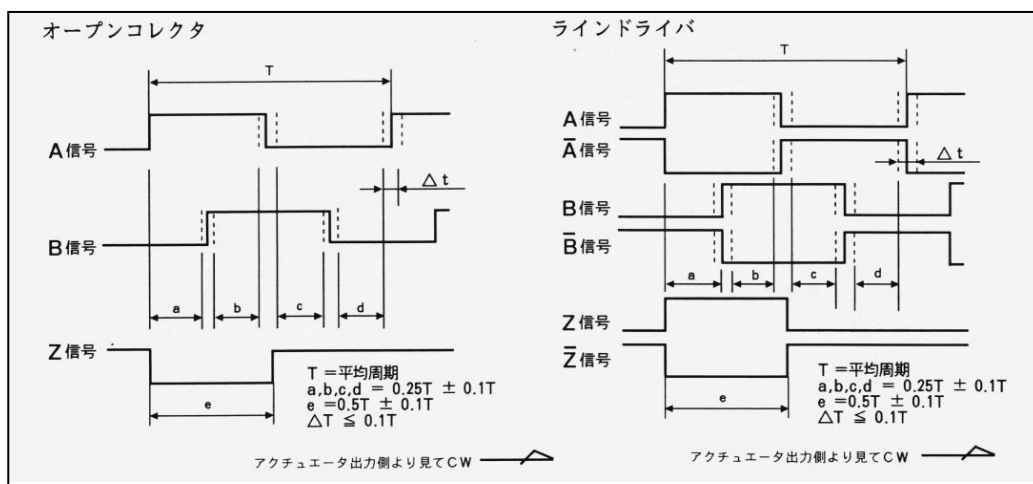 オープンコレクタ
T
A信号
△t
B信号
a
b
c
d
Z信号
e
T =平均周期
a,b,c,d = 0.25T ± 0.1T
e =0.5T ± 0.1T
△T ≦ 0.1T
アクチュエータ出力側より見てCW
ラインドライバ
T
A信号
A̅信号
△t
B信号
B̅信号
a
b
c
d
Z信号
Z̅信号
e
T =平均周期
a,b,c,d = 0.25T ± 0.1T
e =0.5T ± 0.1T
△T ≦ 0.1T
アクチュエータ出力側より見てCW